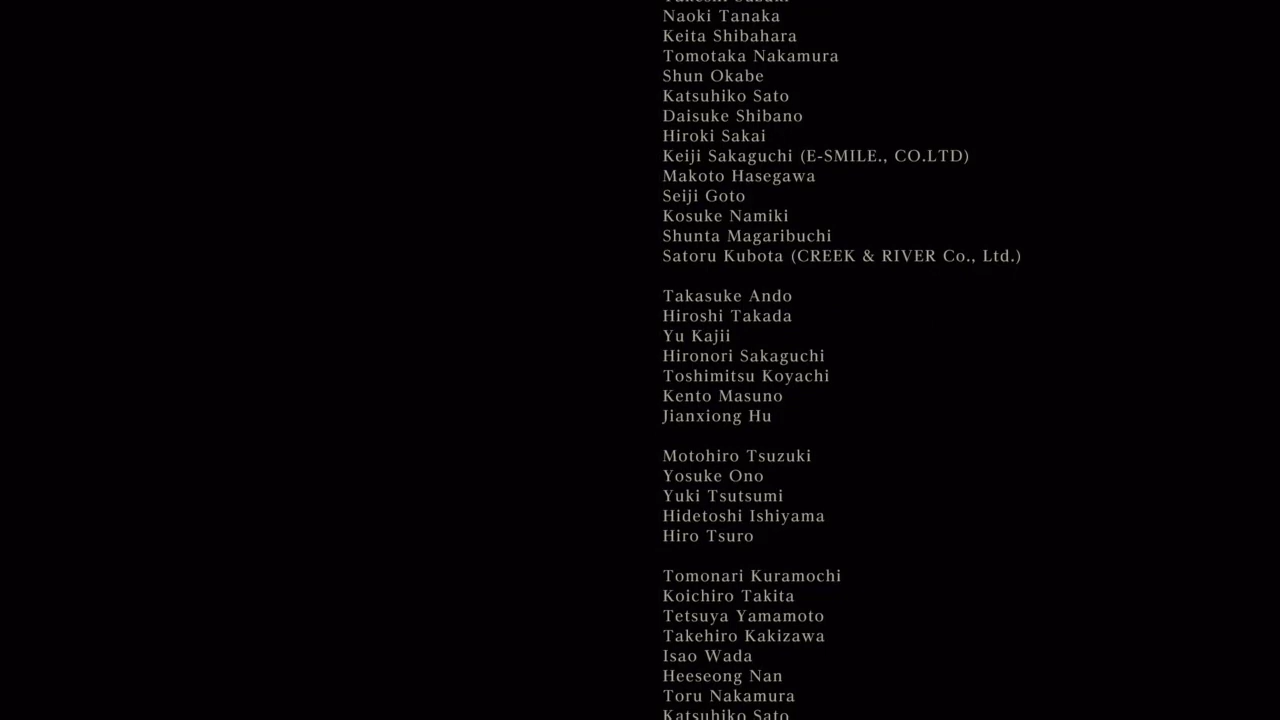 Naoki Tanaka
Keita Shibahara
Tomotaka Nakamura
Shun Okabe
Katsuhiko Sato
Daisuke Shibano
Hiroki Sakai
Keiji Sakaguchi (E-SMILE., CO.LTD)
Makoto Hasegawa
Seiji Goto
Kosuke Namiki
Shunta Magaribuchi
Satoru Kubota (CREEK & RIVER Co., Ltd.)
Takasuke Ando
Hiroshi Takada
Yu Kajii
Hironori Sakaguchi
Toshimitsu Koyachi
Kento Masuno
Jianxiong Hu
Motohiro Tsuzuki
Yosuke Ono
Yuki Tsutsumi
Hidetoshi Ishiyama
Hiro Tsuro
Tomonari Kuramochi
Koichiro Takita
Tetsuya Yamamoto
Takehiro Kakizawa
Isao Wada
Heeseong Nan
Toru Nakamura
Katsuhiko Sato